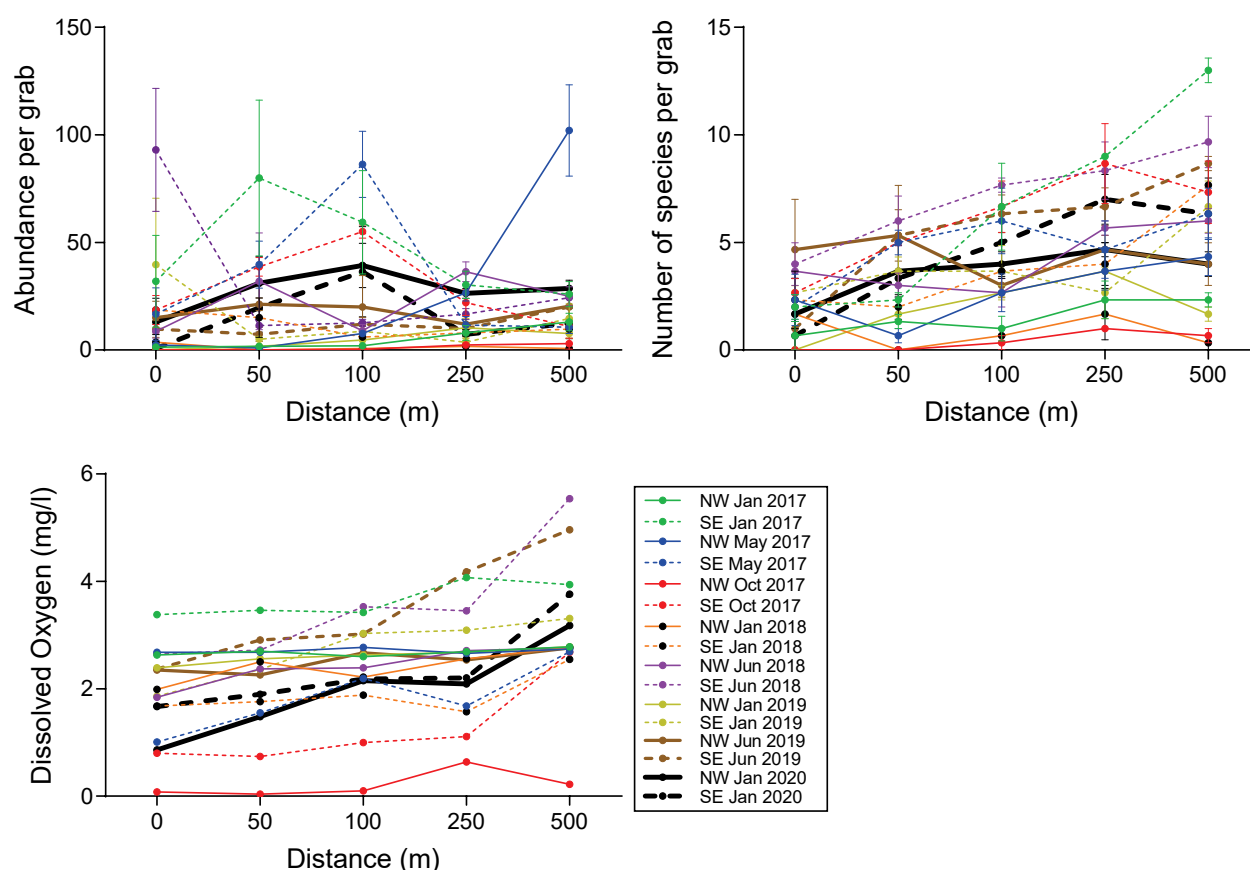 150
100
50
0
Abundance per grab
0 50 100 250 500
Distance (m)
15
10
5
0
Number of species per grab
0 50 100 250 500
Distance (m)
6
4
2
0
Dissolved Oxygen (mg/l)
0 50 100 250 500
Distance (m)
NW Jan 2017
SE Jan 2017
NW May 2017
SE May 2017
NW Oct 2017
SE Oct 2017
NW Jan 2018
SE Jan 2018
NW Jun 2018
SE Jun 2018
NW Jan 2019
SE Jan 2019
NW Jun 2019
SE Jun 2019
NW Jan 2020
SE Jan 2020